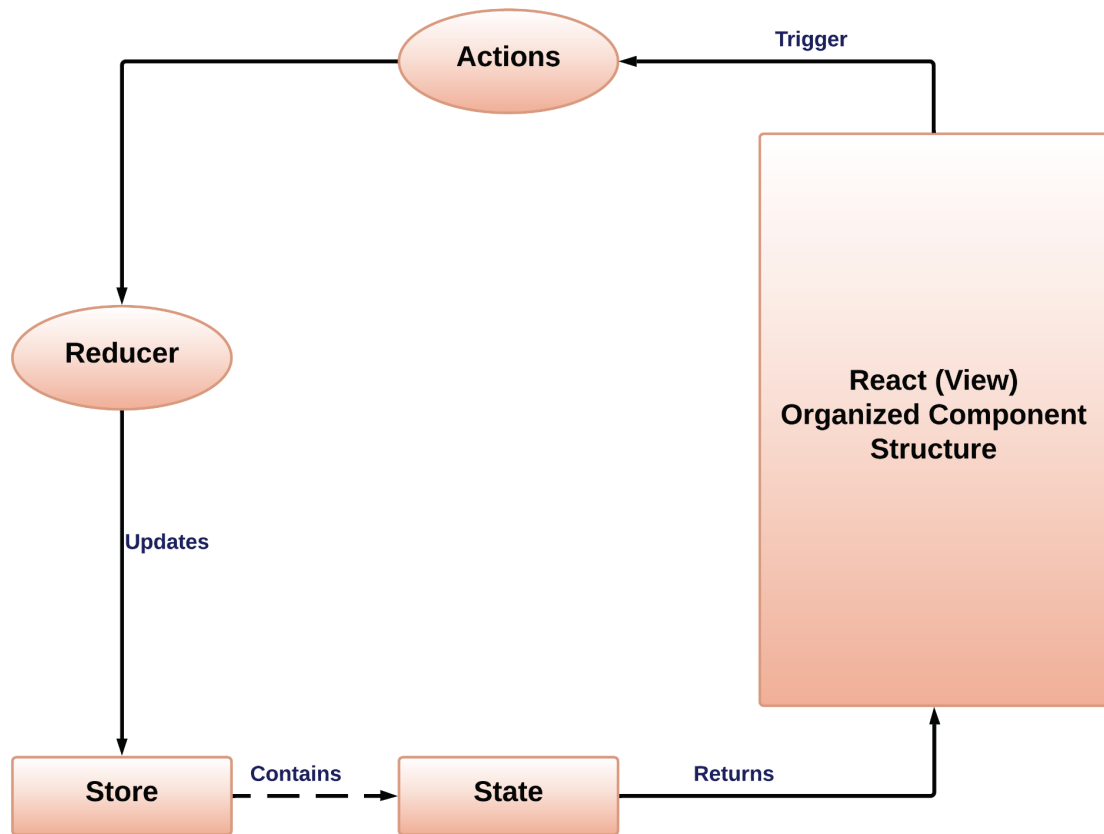 Actions
Trigger
Reducer
React (View)
Organized Component
Structure
Updates
Store
Contains
State
Returns